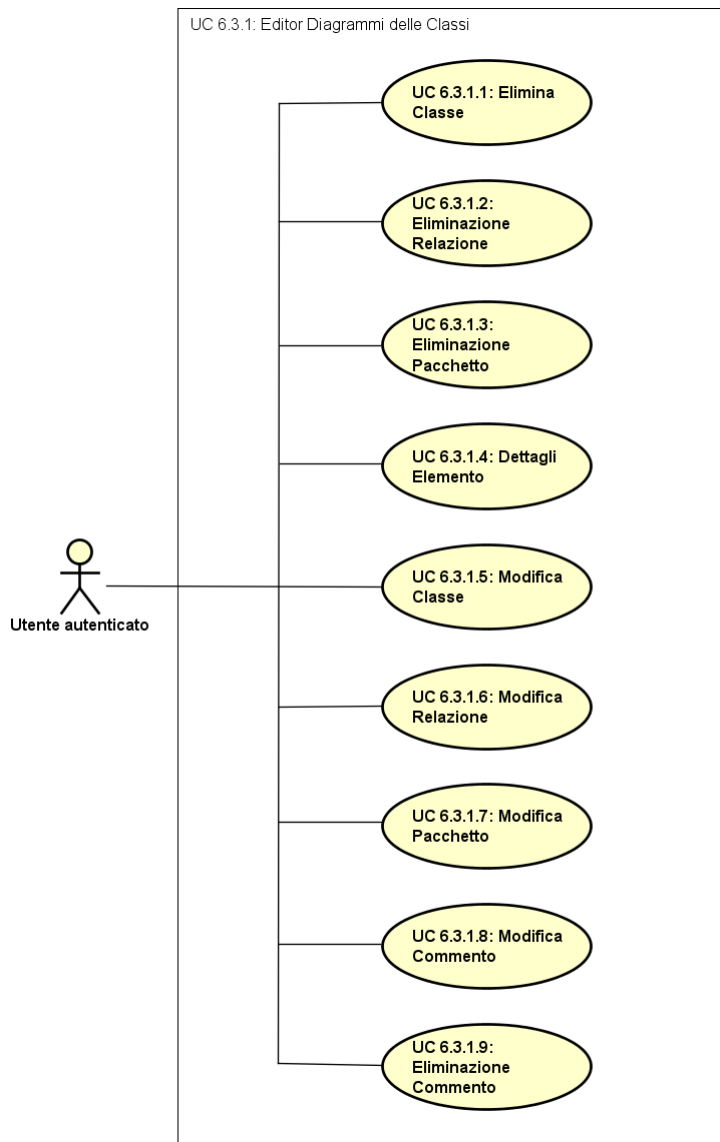 UC 6.3.1: Editor Diagrammi delle Classi
UC 6.3.1.1: Elimina
Classe
UC 6.3.1.2:
Eliminazione
Relazione
UC 6.3.1.3:
Eliminazione
Pacchetto
UC 6.3.1.4: Dettagli
Elemento
UC 6.3.1.5: Modifica
Classe
Utente autenticato
UC 6.3.1.6: Modifica
Relazione
UC 6.3.1.7: Modifica
Pacchetto
UC 6.3.1.8: Modifica
Commento
UC 6.3.1.9:
Eliminazione
Commento